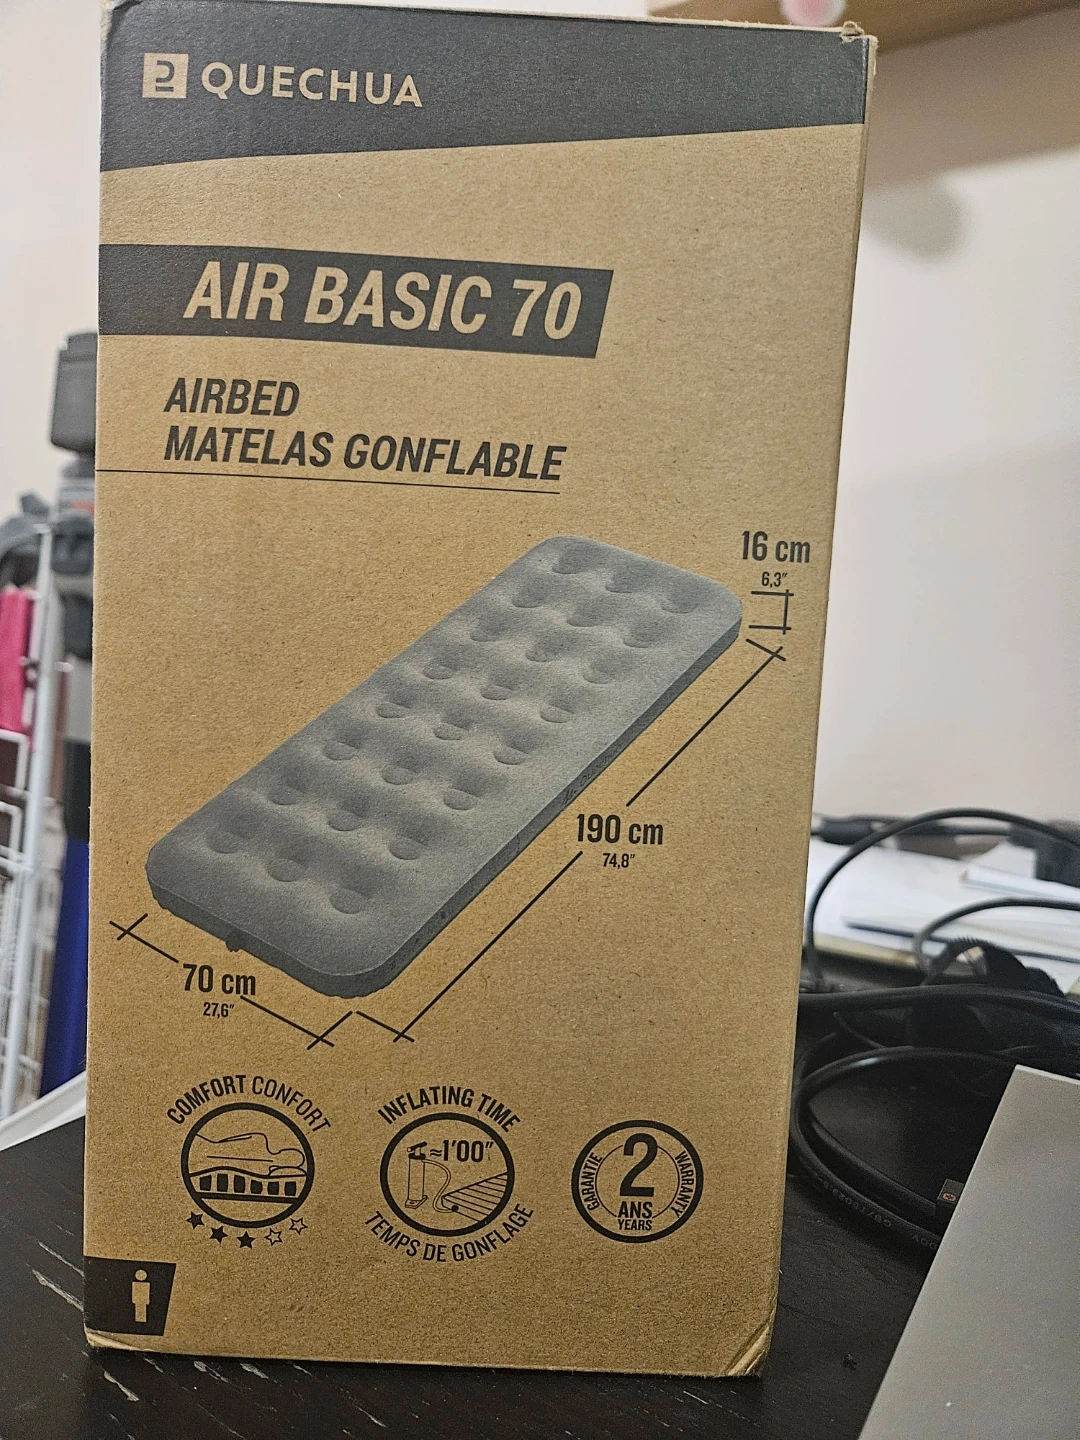 QUECHUA
AIR BASIC 70
AIRBED
MATELAS GONFLABLE
16 cm
6,3"
190 cm
74,8"
70 cm
27,6"
COMFORT CONFORT
INFLATING TIME
≈1'00"
TEMPS DE GONFLAGE
GARANTIE
2
ANS
YEARS
WARRANTY